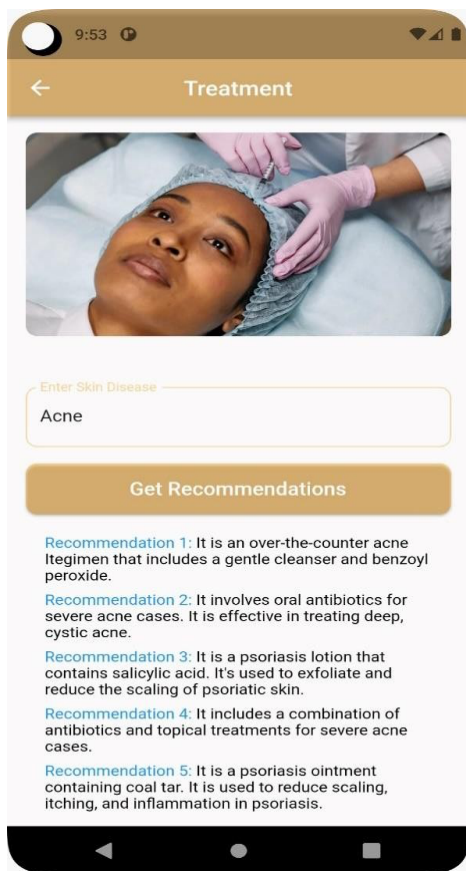 9:53
Treatment
Enter Skin Disease
Acne
Get Recommendations
Recommendation 1: It is an over-the-counter acne
ltegimen that includes a gentle cleanser and benzoyl
peroxide.
Recommendation 2: It involves oral antibiotics for
severe acne cases. It is effective in treating deep,
cystic acne.
Recommendation 3: It is a psoriasis lotion that
contains salicylic acid. It's used to exfoliate and
reduce the scaling of psoriatic skin.
Recommendation 4: It includes a combination of
antibiotics and topical treatments for severe acne
cases.
Recommendation 5: It is a psoriasis ointment
containing coal tar. It is used to reduce scaling,
itching, and inflammation in psoriasis.